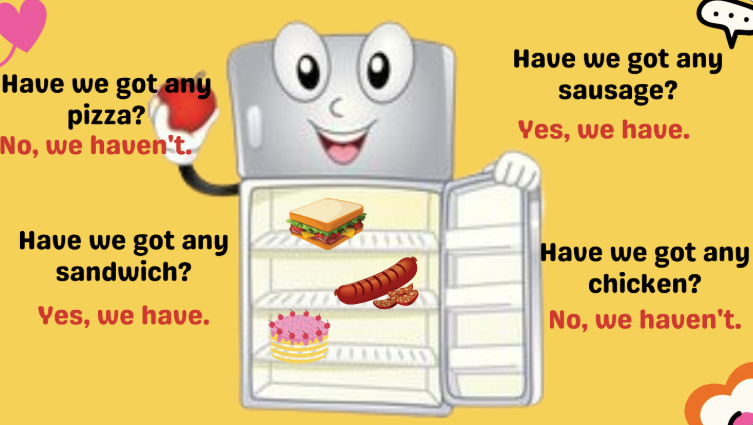 Have we got any
pizza?
No, we haven't.
Have we got any
sausage?
Yes, we have.
Have we got any
sandwich?
Yes, we have.
Have we got any
chicken?
No, we haven't.